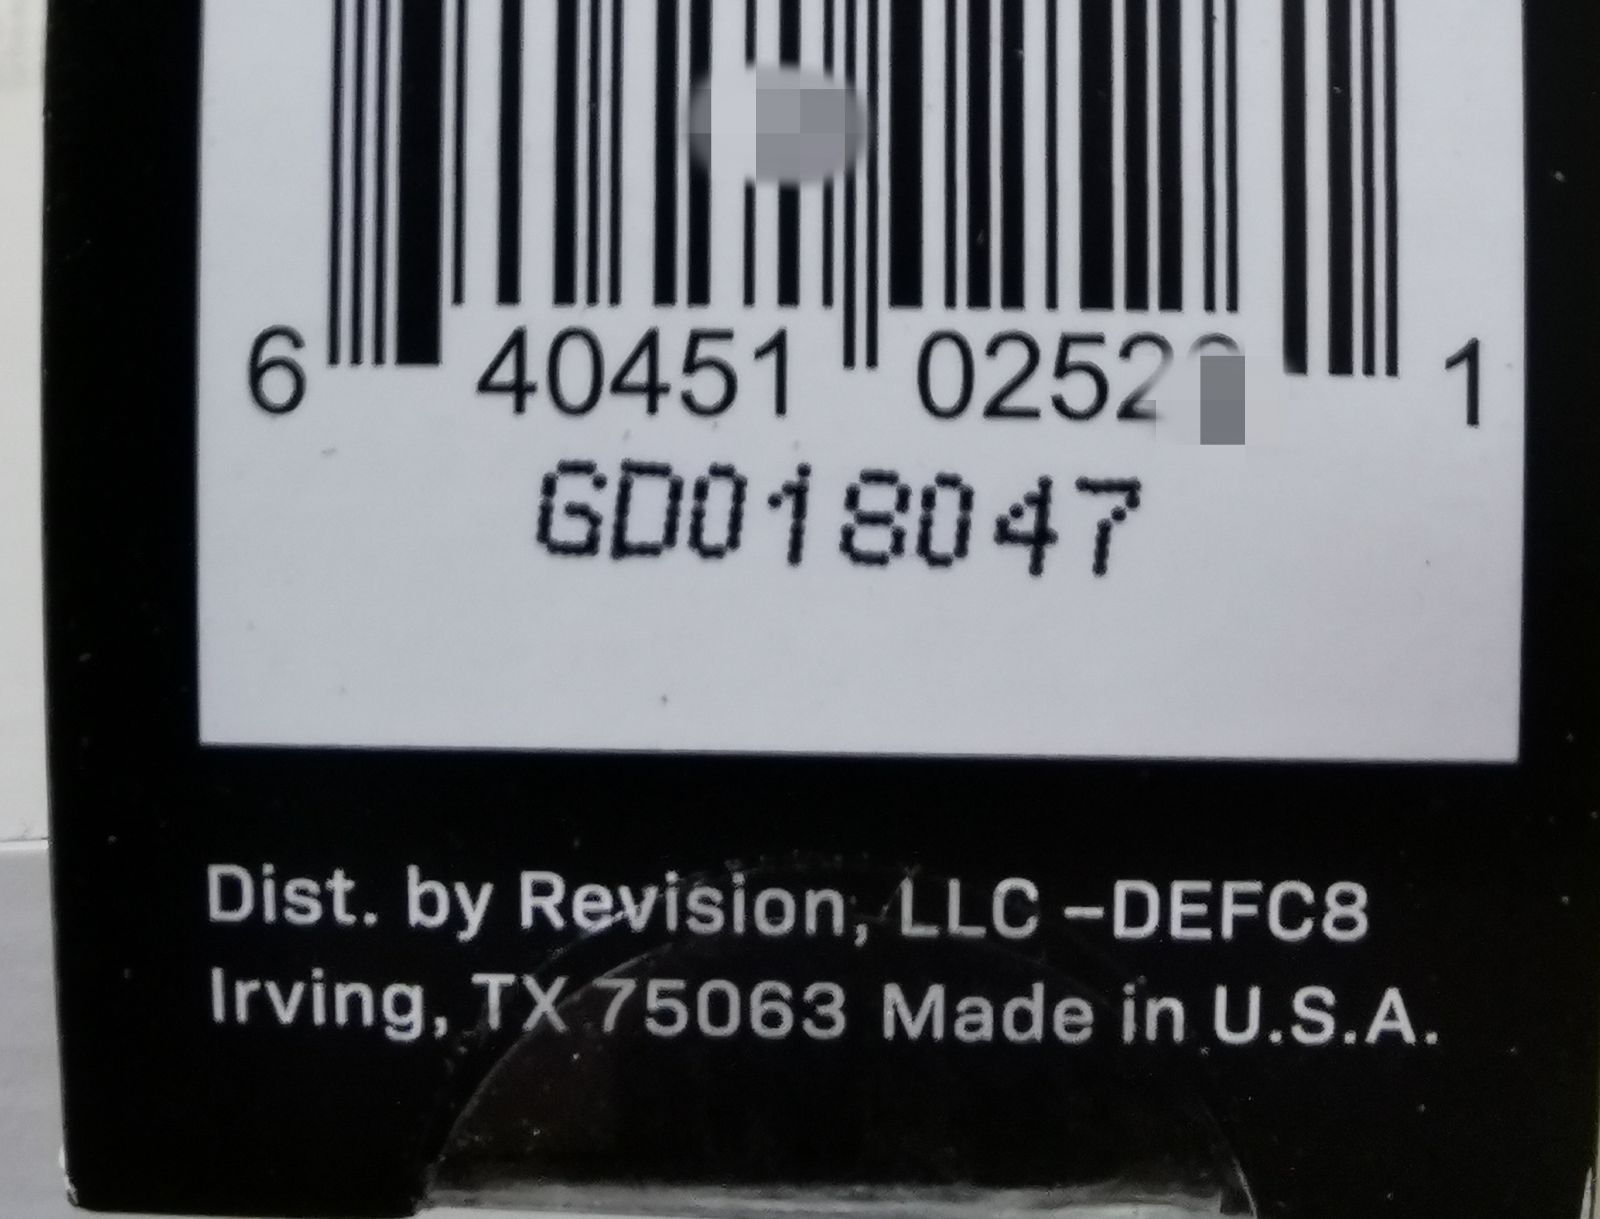 6 40451 0252 1
GD018047
Dist. by Revision, LLC –DEFC8
Irving, TX 75063 Made in U.S.A.